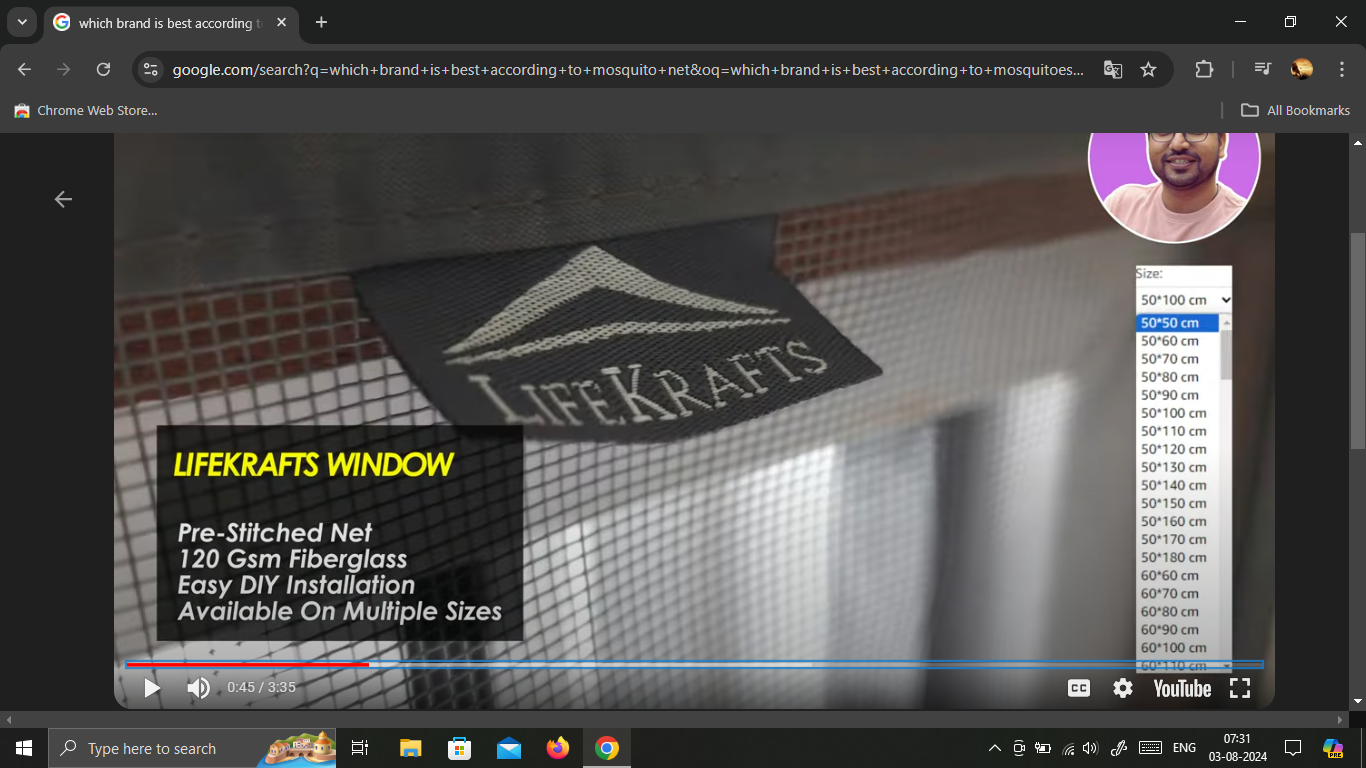 which brand is best according t
google.com/search?q=which+brand+is+best+according+to+mosquito+net&oq=which+brand+is+best+according+to+mosquitoes...
Chrome Web Store...
All Bookmarks
LIFEKRAFTS
LIFEKRAFTS WINDOW
Pre-Stitched Net
120 Gsm Fiberglass
Easy DIY Installation
Available On Multiple Sizes
Size:
50*100 cm
50*50 cm
50*60 cm
50*70 cm
50*80 cm
50*90 cm
50*100 cm
50*110 cm
50*120 cm
50*130 cm
50*140 cm
50*150 cm
50*160 cm
50*170 cm
50*180 cm
60*60 cm
60*70 cm
60*80 cm
60*90 cm
60*100 cm
60*110 cm
0:45 / 3:35
CC
YouTube
Type here to search
ENG
07:31
03-08-2024
PRE